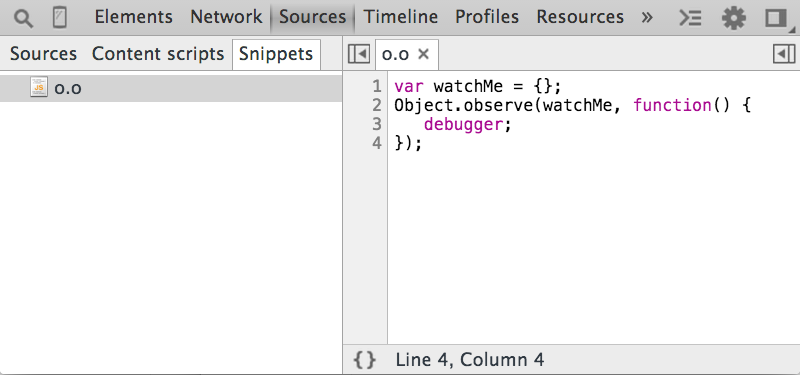 Elements Network Sources Timeline Profiles Resources »
Sources Content scripts Snippets
o.o ×
JS o.o
1 var watchMe = {};
2 Object.observe(watchMe, function() {
3 debugger;
4 });
{} Line 4, Column 4